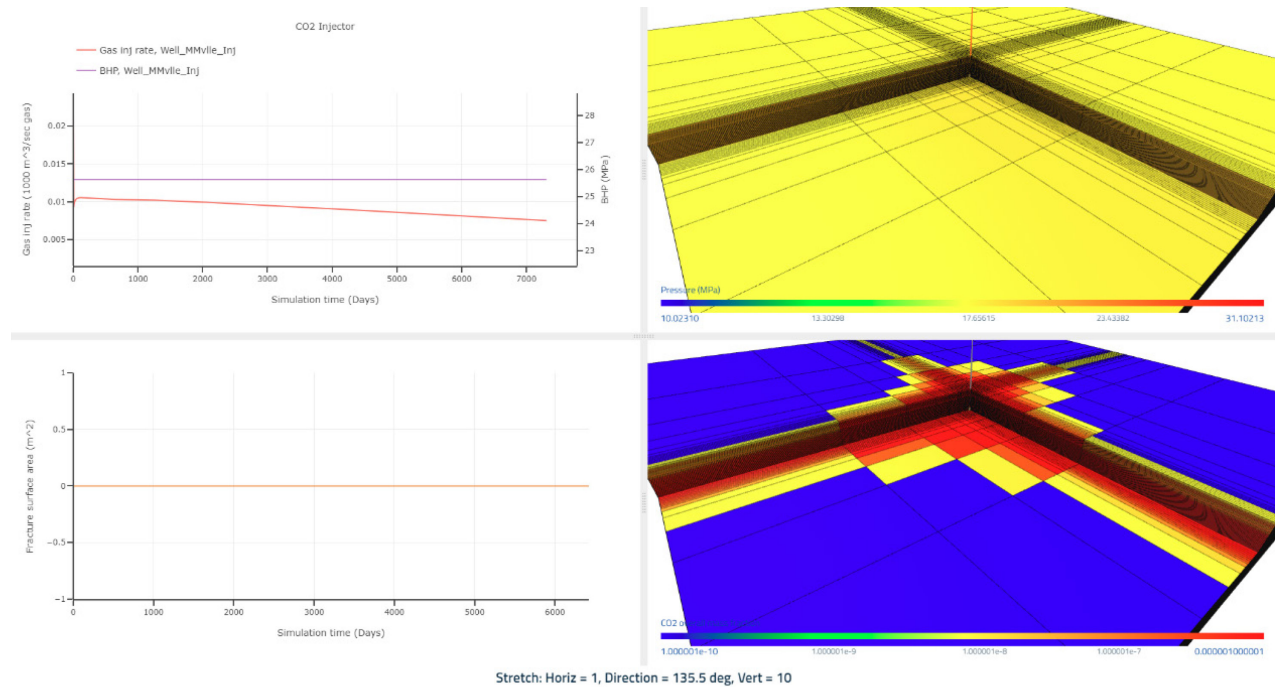 CO2 Injector
Gas inj rate, Well_MMvlle_Inj
BHP, Well_MMvlle_Inj
Gas inj rate (1000 m^3/sec gas)
0.02
0.015
0.01
0.005
28
27
26
25
24
23
BHP (MPa)
0
1000
2000
3000
4000
5000
6000
7000
Simulation time (Days)
Pressure (MPa)
10.02310
13.30298
17.65615
23.43382
31.10213
Fracture surface area (m^2)
1
0.5
0
−0.5
−1
0
1000
2000
3000
4000
5000
6000
Simulation time (Days)
CO2
1.000001e-10
1.000001e-9
1.000001e-8
1.000001e-7
0.000001000001
Stretch: Horiz = 1, Direction = 135.5 deg, Vert = 10